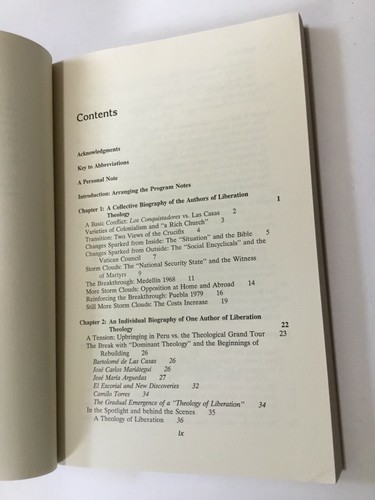 Contents
Acknowledgments
Key to Abbreviations
A Personal Note
Introduction: Arranging the Program Notes
Chapter 1: A Collective Biography of the Authors of Liberation
Theology 1
A Basic Conflict: Los Conquistadores vs. Las Casas 2
Varieties of Colonialism and "a Rich Church" 3
Transition: Two Views of the Crucifix 4
Changes Sparked from Inside: The "Situation" and the Bible 5
Changes Sparked from Outside: The "Social Encyclicals" and the
Vatican Council 7
Storm Clouds: The "National Security State" and the Witness
of Martyrs 9
The Breakthrough: Medellín 1968 11
More Storm Clouds: Opposition at Home and Abroad 14
Reinforcing the Breakthrough: Puebla 1979 16
Still More Storm Clouds: The Costs Increase 19
Chapter 2: An Individual Biography of One Author of Liberation
Theology 22
A Tension: Upbringing in Peru vs. the Theological Grand Tour 23
The Break with "Dominant Theology" and the Beginnings of
Rebuilding 26
Bartolomé de Las Casas 26
José Carlos Mariátegui 26
José María Arguedas 27
El Escorial and New Discoveries 32
Camilo Torres 34
The Gradual Emergence of a "Theology of Liberation" 34
In the Spotlight and behind the Scenes 35
A Theology of Liberation 36
ix